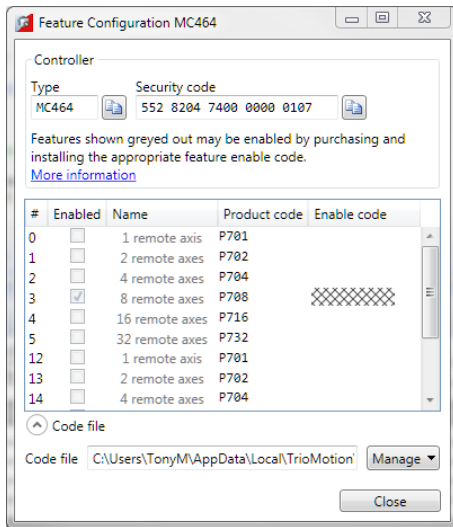 Feature Configuration MC464
Controller
Type Security code
MC464 552 8204 7400 0000 0107
Features shown greyed out may be enabled by purchasing and
installing the appropriate feature enable code.
More information
# Enabled Name Product code Enable code
0 1 remote axis P701
1 2 remote axes P702
2 4 remote axes P704
3 8 remote axes P708
4 16 remote axes P716
5 32 remote axes P732
12 1 remote axis P701
13 2 remote axes P702
14 4 remote axes P704
Code file
Code file C:\Users\TonyM\AppData\Local\TrioMotion Manage
Close